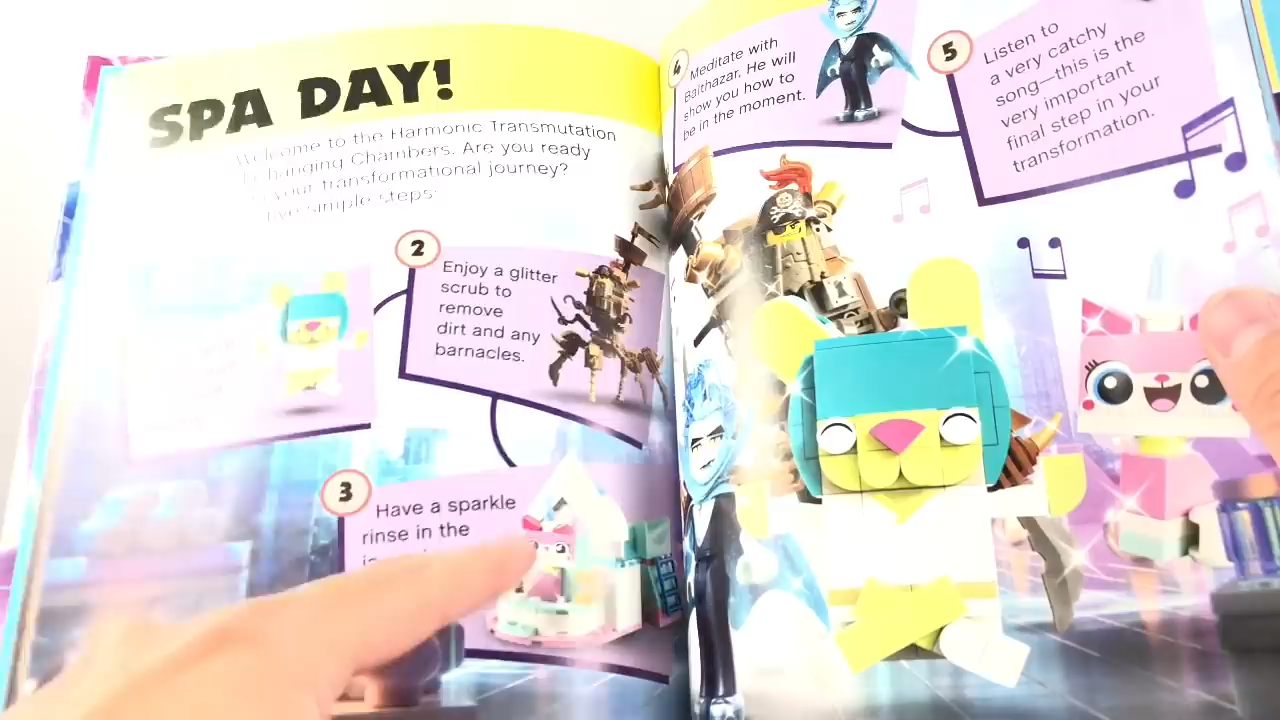 SPA DAY!
Welcome to the Harmonic Transmutation
Changing Chambers. Are you ready
your transformational journey?
five simple steps
2
Enjoy a glitter
scrub to
remove
dirt and any
barnacles.
3
Have a sparkle
rinse in the
4
Meditate with
Balthazar. He will
show you how to
be in the moment.
5
Listen to
a very catchy
song—this is the
very important
final step in your
transformation.